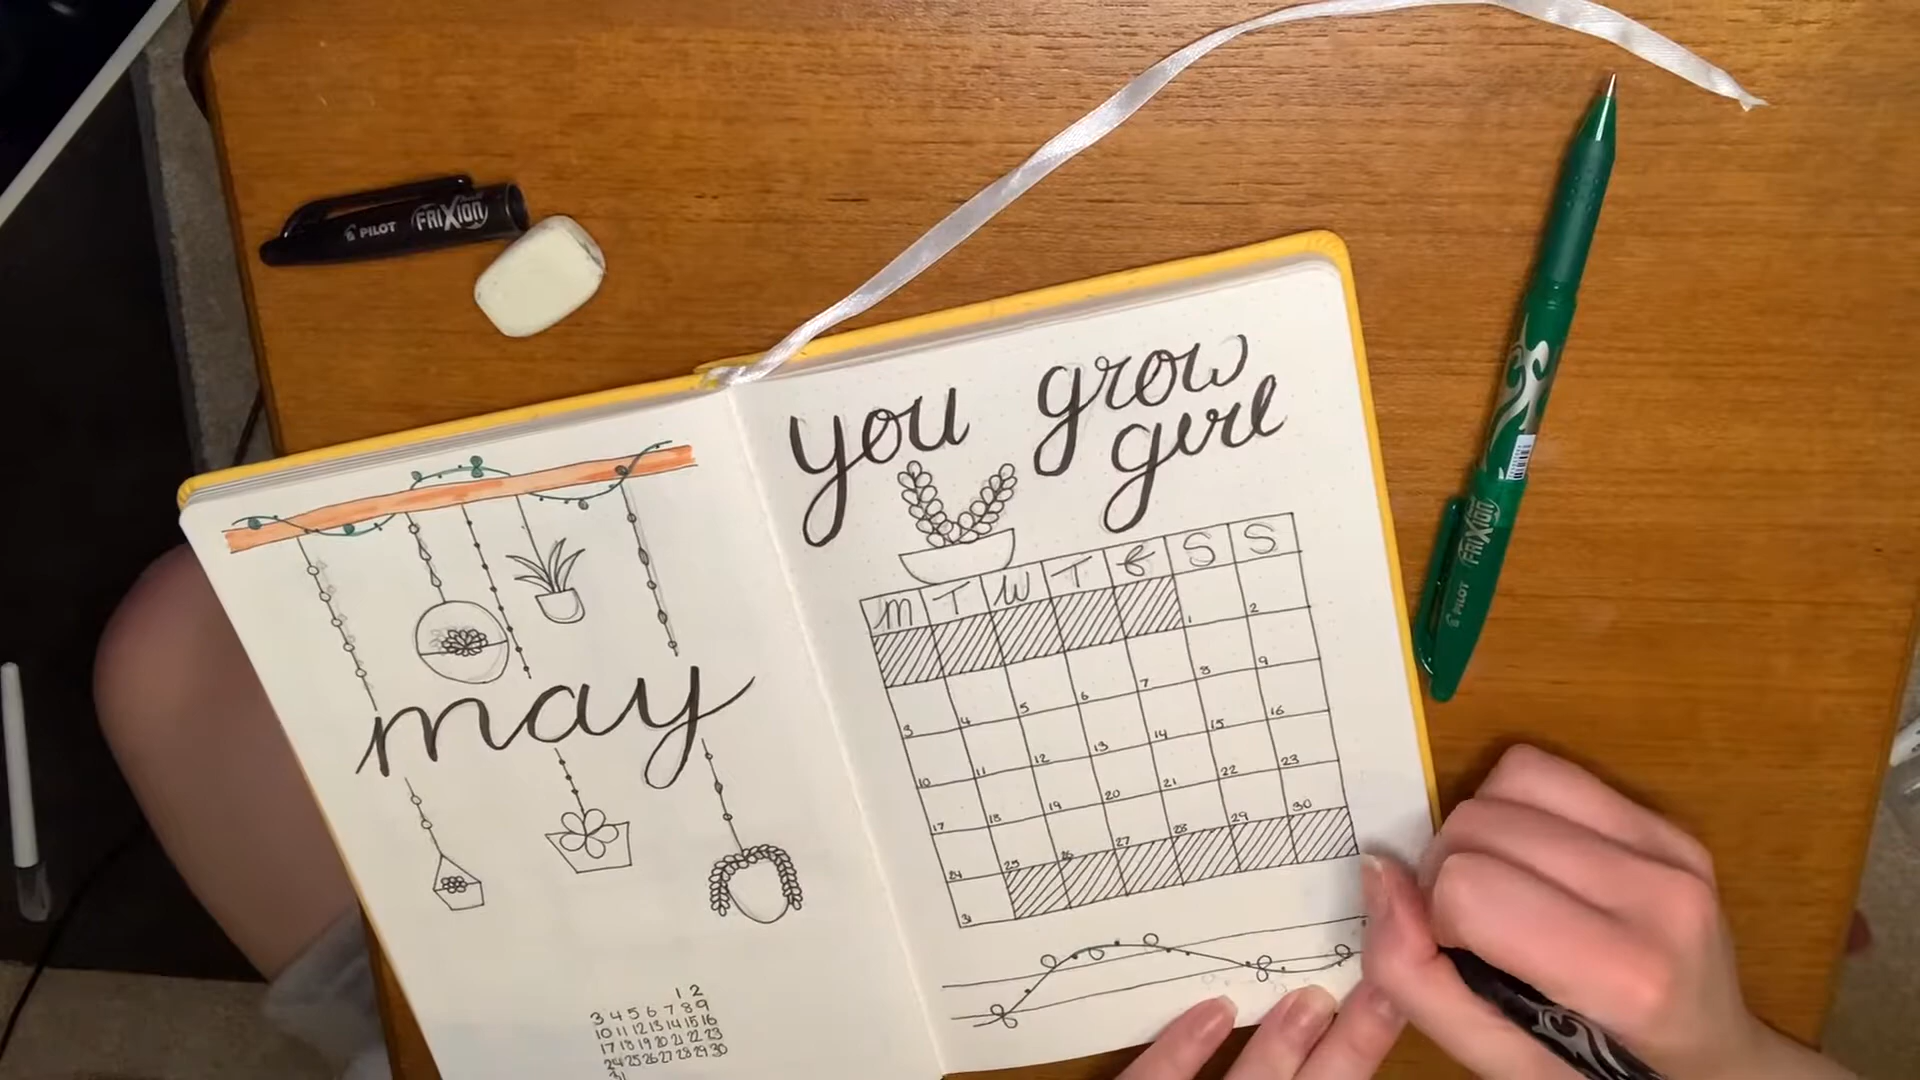 PILOT FRIXION
may
1 2
3 4 5 6 7 8 9
10 11 12 13 14 15 16
17 18 19 20 21 22 23
24 25 26 27 28 29 30
31
you grow
girl
M T W T F S S
1 2
3 4 5 6 7 8 9
10 11 12 13 14 15 16
17 18 19 20 21 22 23
24 25 26 27 28 29 30
31
PILOT FRIXION